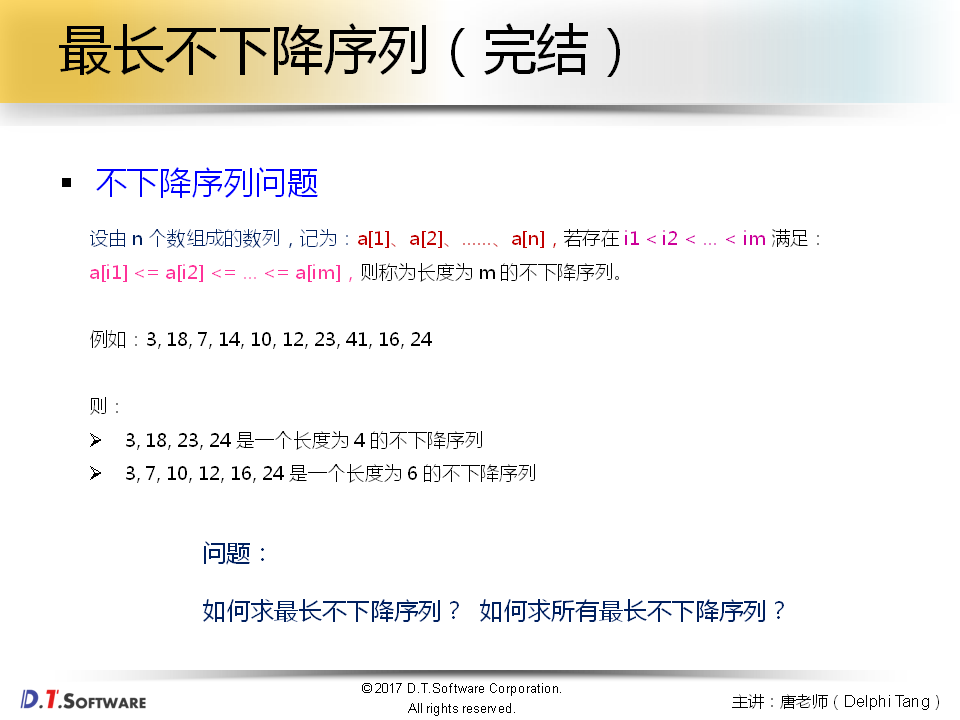 最长不下降序列（完结）
▪ 不下降序列问题
设由 n 个数组成的数列，记为：a[1]、a[2]、……、a[n]，若存在 i1 < i2 < … < im 满足：
a[i1] <= a[i2] <= … <= a[im]，则称为长度为 m 的不下降序列。
例如：3, 18, 7, 14, 10, 12, 23, 41, 16, 24
则：
➢ 3, 18, 23, 24 是一个长度为 4 的不下降序列
➢ 3, 7, 10, 12, 16, 24 是一个长度为 6 的不下降序列
问题：
如何求最长不下降序列？ 如何求所有最长不下降序列？
D.T.SOFTWARE
©2017 D.T.Software Corporation.
All rights reserved.
主讲：唐老师（Delphi Tang）